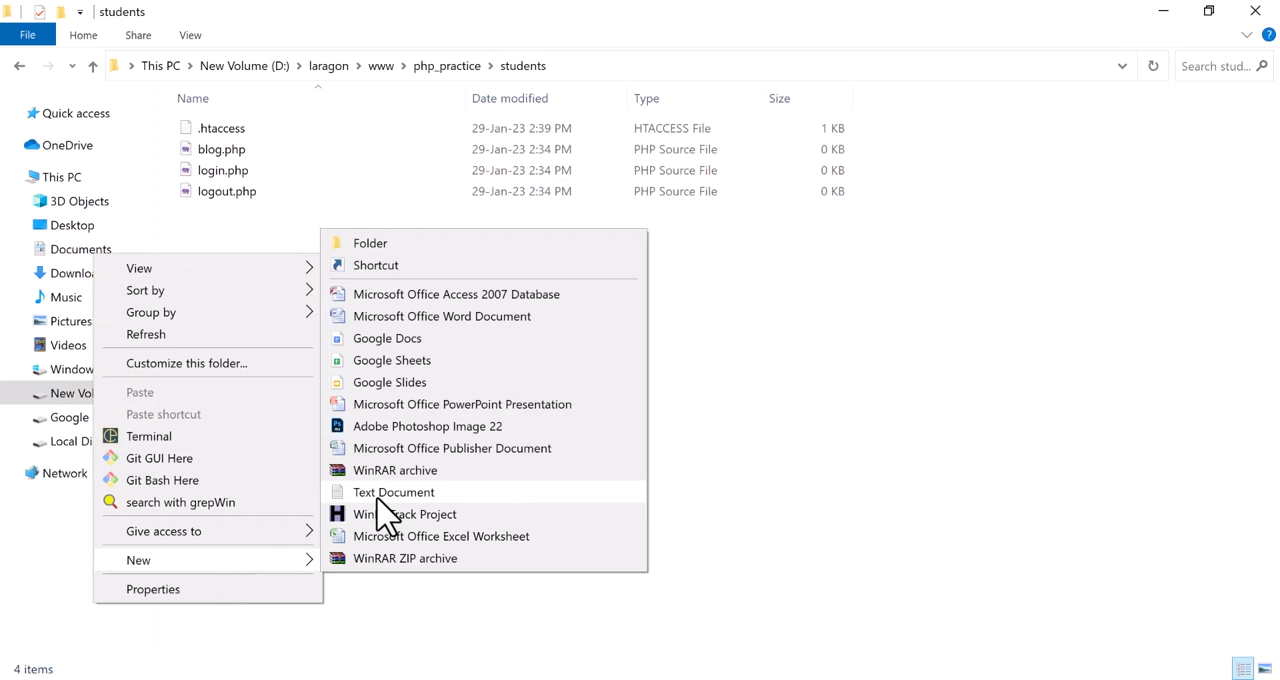 students
File Home Share View
This PC New Volume (D:) laragon www php_practice students
Search stud...
Name Date modified Type Size
.htaccess 29-Jan-23 2:39 PM HTACCESS File 1 KB
blog.php 29-Jan-23 2:34 PM PHP Source File 0 KB
login.php 29-Jan-23 2:34 PM PHP Source File 0 KB
logout.php 29-Jan-23 2:34 PM PHP Source File 0 KB
Quick access
OneDrive
This PC
3D Objects
Desktop
Documents
Downloa
Music
Pictures
Videos
Window
New Vol
Google
Local Di
Network
View
Sort by
Group by
Refresh
Customize this folder...
Paste
Paste shortcut
Terminal
Git GUI Here
Git Bash Here
search with grepWin
Give access to
New
Properties
Folder
Shortcut
Microsoft Office Access 2007 Database
Microsoft Office Word Document
Google Docs
Google Sheets
Google Slides
Microsoft Office PowerPoint Presentation
Adobe Photoshop Image 22
Microsoft Office Publisher Document
WinRAR archive
Text Document
Project
Microsoft Office Excel Worksheet
WinRAR ZIP archive
4 items